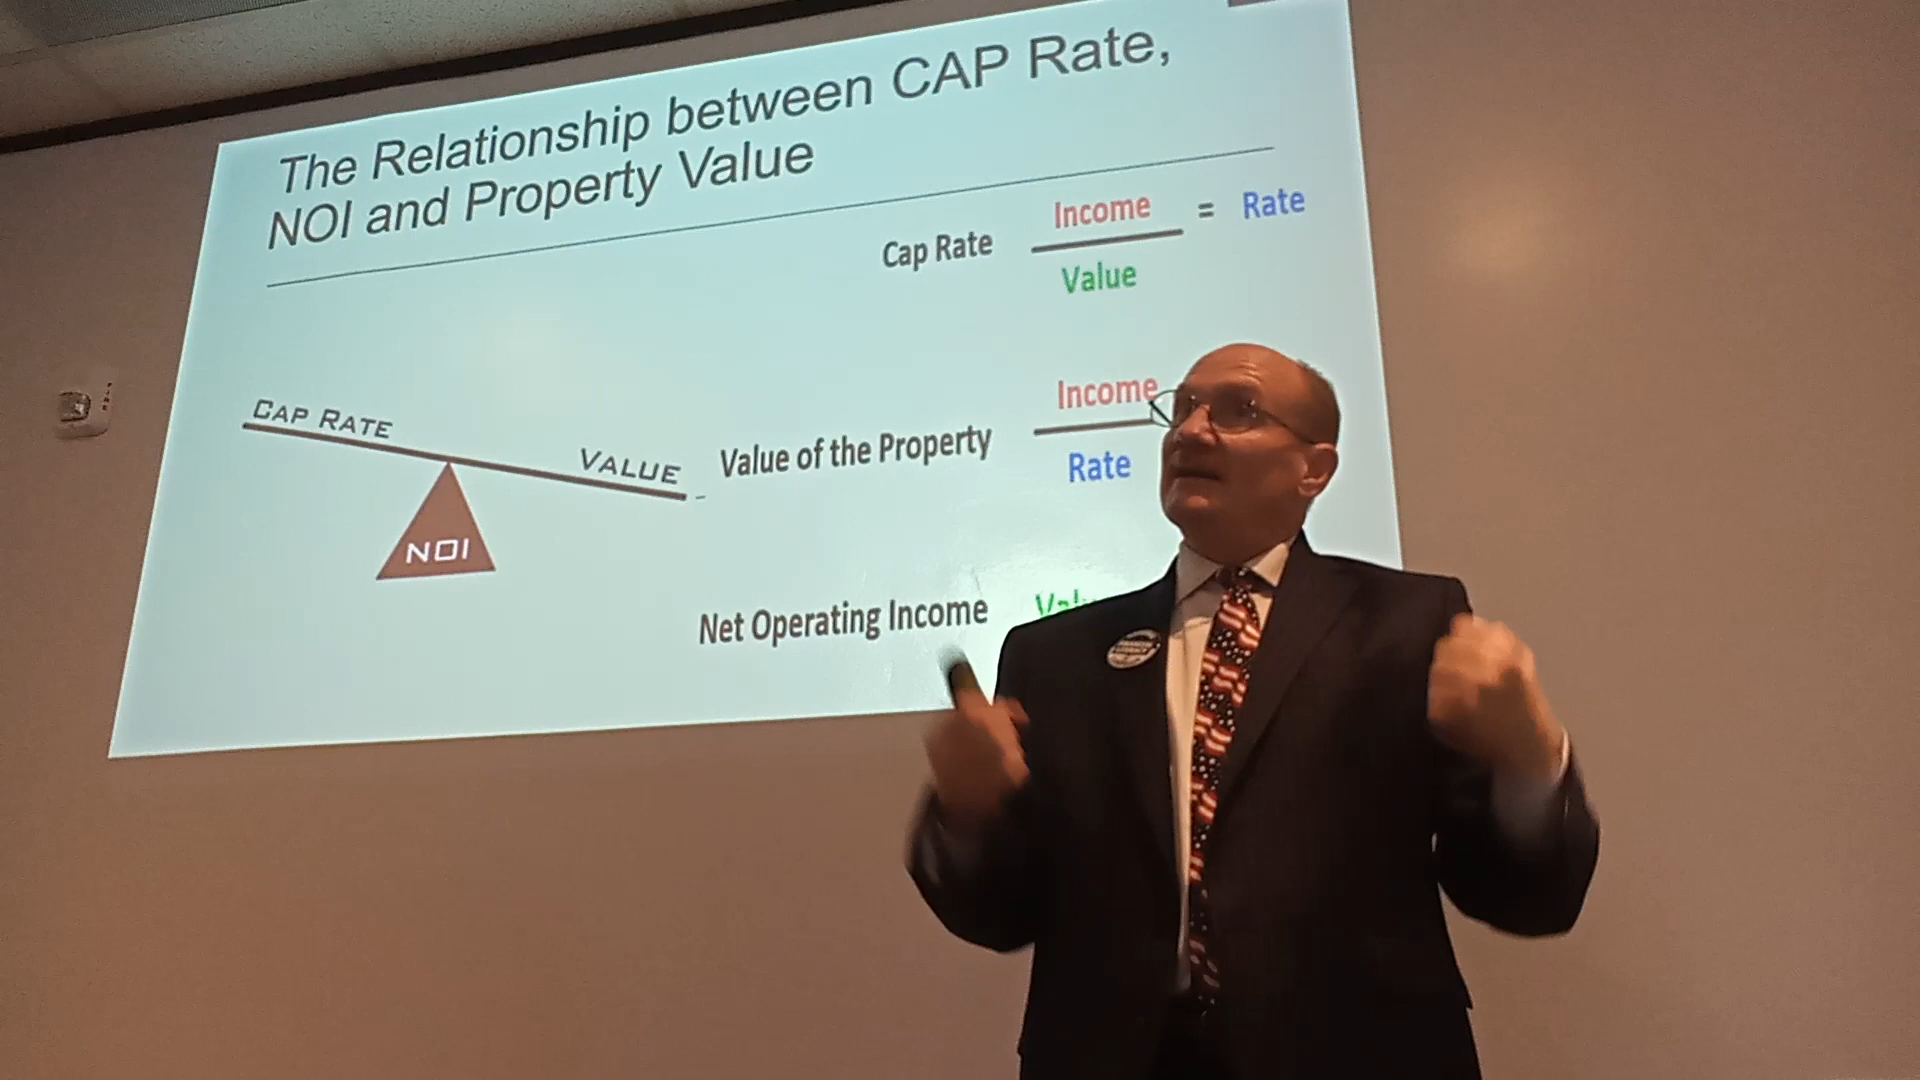 The Relationship between CAP Rate,
NOI and Property Value
Cap Rate
Income
Value
= Rate
CAP RATE
VALUE
NOI
Value of the Property
Income
Rate
Net Operating Income